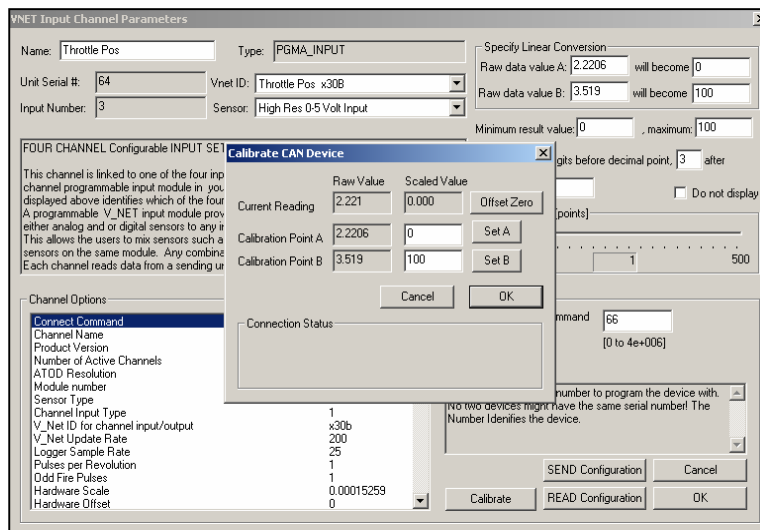 VNET Input Channel Parameters
Name: Throttle Pos Type: PGMA_INPUT
Unit Serial #: 64 Vnet ID: Throttle Pos x30B
Input Number: 3 Sensor: High Res 0-5 Volt Input
Specify Linear Conversion
Raw data value A: 2.2206 will become 0
Raw data value B: 3.519 will become 100
Minimum result value: 0 , maximum: 100
gits before decimal point, 3 after
Do not display
[points]
1 500
FOUR CHANNEL Configurable INPUT SET
This channel is linked to one of the four inp
channel programmable input module in you
displayed above identifies which of the four
A programmable V_NET input module prov
either analog and or digital sensors to any i
This allows the users to mix sensors such a
sensors on the same module. Any combina
Each channel reads data from a sending un
Calibrate CAN Device
Raw Value Scaled Value
Current Reading 2.221 0.000 Offset Zero
Calibration Point A 2.2206 0 Set A
Calibration Point B 3.519 100 Set B
Cancel OK
Connection Status
Channel Options
Connect Command
Channel Name
Product Version
Number of Active Channels
ATOD Resolution
Module number
Sensor Type
Channel Input Type 1
V_Net ID for channel input/output x30b
V_Net Update Rate 200
Logger Sample Rate 25
Pulses per Revolution 1
Odd Fire Pulses 1
Hardware Scale 0.00015259
Hardware Offset 0
mmand 66
[0 to 4e+006]
number to program the device with.
No two devices might have the same serial number! The
Number Idenifies the device.
SEND Configuration Cancel
Calibrate READ Configuration OK